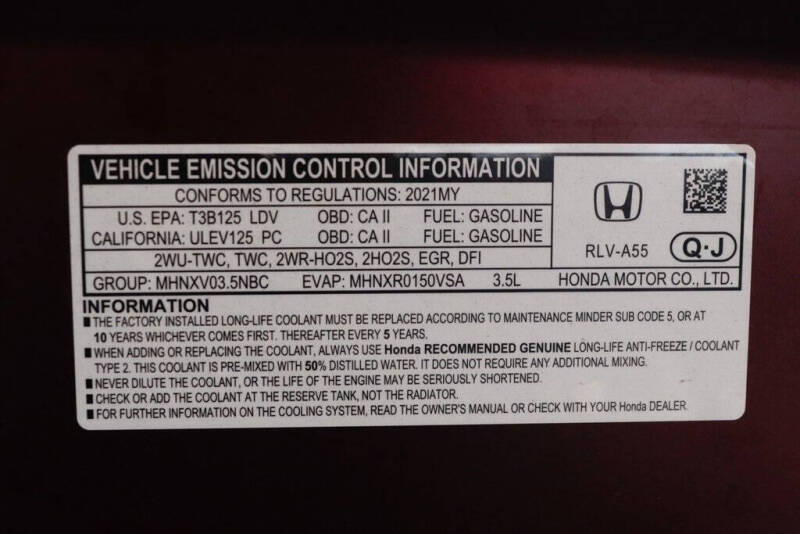 VEHICLE EMISSION CONTROL INFORMATION
CONFORMS TO REGULATIONS: 2021MY
U.S. EPA: T3B125 LDV OBD: CA II FUEL: GASOLINE
CALIFORNIA: ULEV125 PC OBD: CA II FUEL: GASOLINE
2WU-TWC, TWC, 2WR-HO2S, 2HO2S, EGR, DFI
RLV-A55 Q·J
GROUP: MHNXV03.5NBC EVAP: MHNXR0150VSA 3.5L HONDA MOTOR CO., LTD.
INFORMATION
■THE FACTORY INSTALLED LONG-LIFE COOLANT MUST BE REPLACED ACCORDING TO MAINTENANCE MINDER SUB CODE 5, OR AT
10 YEARS WHICHEVER COMES FIRST. THEREAFTER EVERY 5 YEARS.
■WHEN ADDING OR REPLACING THE COOLANT, ALWAYS USE Honda RECOMMENDED GENUINE LONG-LIFE ANTI-FREEZE / COOLANT
TYPE 2. THIS COOLANT IS PRE-MIXED WITH 50% DISTILLED WATER. IT DOES NOT REQUIRE ANY ADDITIONAL MIXING.
■NEVER DILUTE THE COOLANT, OR THE LIFE OF THE ENGINE MAY BE SERIOUSLY SHORTENED.
■CHECK OR ADD THE COOLANT AT THE RESERVE TANK, NOT THE RADIATOR.
■FOR FURTHER INFORMATION ON THE COOLING SYSTEM, READ THE OWNER'S MANUAL OR CHECK WITH YOUR Honda DEALER.